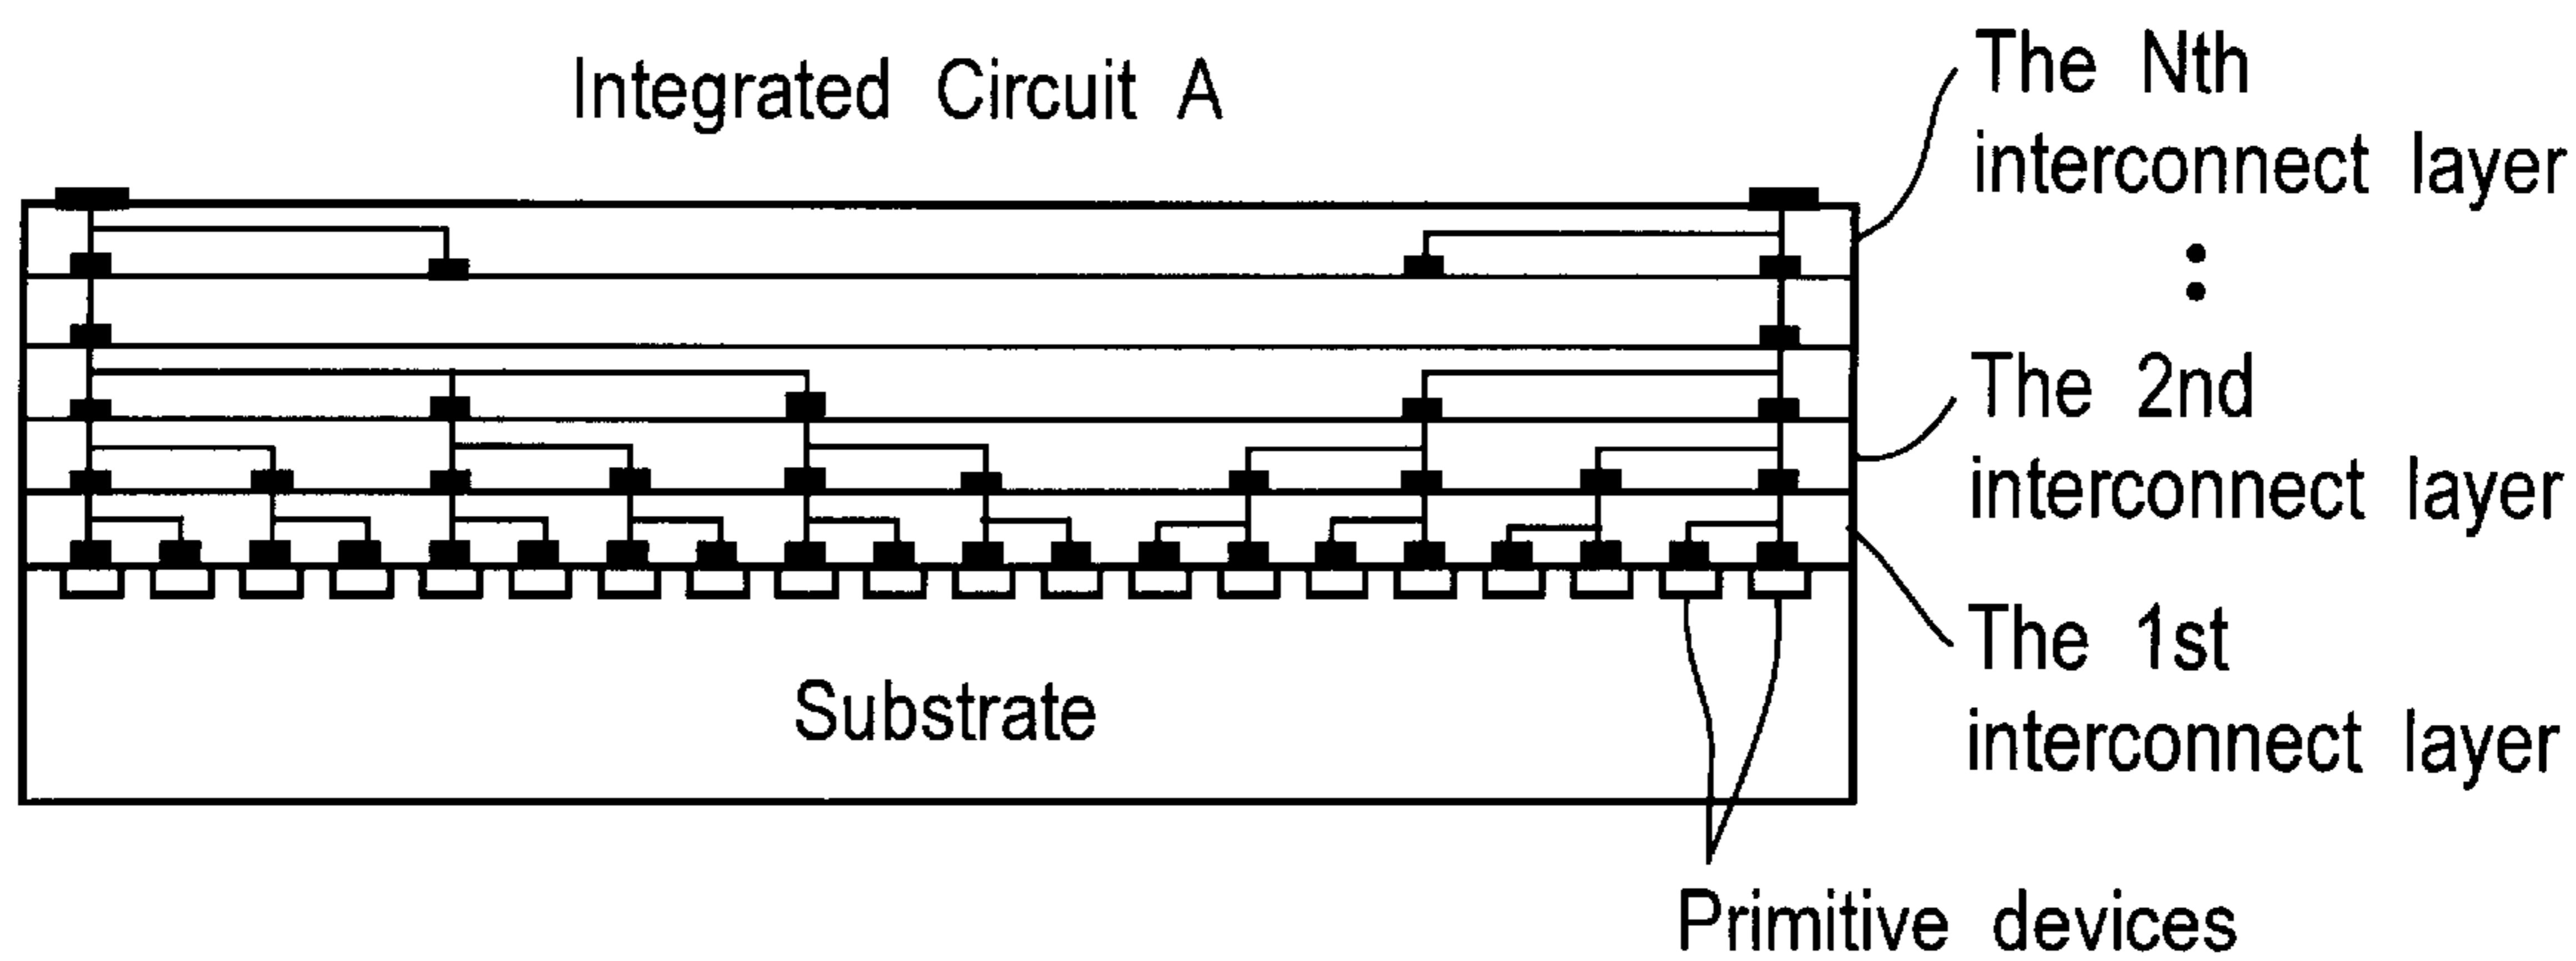 Integrated Circuit A
The Nth
interconnect layer
The 2nd
interconnect layer
The 1st
interconnect layer
Substrate
Primitive devices